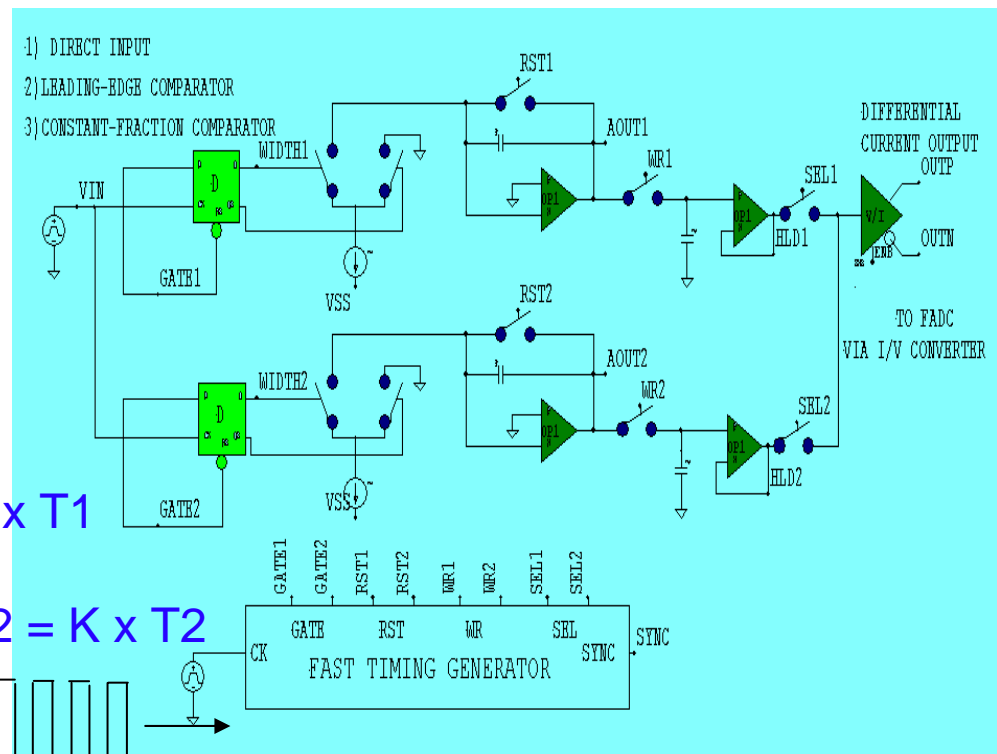 1) DIRECT INPUT
2)LEADING-EDGE COMPARATOR
3)CONSTANT-FRACTION COMPARATOR
RST1
DIFFERENTIAL
CURRENT OUTPUT
OUTP
AOUT1
WIDTH1
WR1
SEL1
VIN
D
OP1
OP1
V/I
HLD1
ENB
OUTN
GATE1
VSS
RST2
TO FADC
VIA I/V CONVERTER
AOUT2
WIDTH2
WR2
SEL2
D
OP1
OP1
HLD2
x T1
GATE2
VSS
GATE1
GATE2
RST1
RST2
WR1
WR2
SEL1
SEL2
2 = K x T2
GATE
RST
WR
SEL
SYNC
CK
FAST TIMING GENERATOR
SYNC